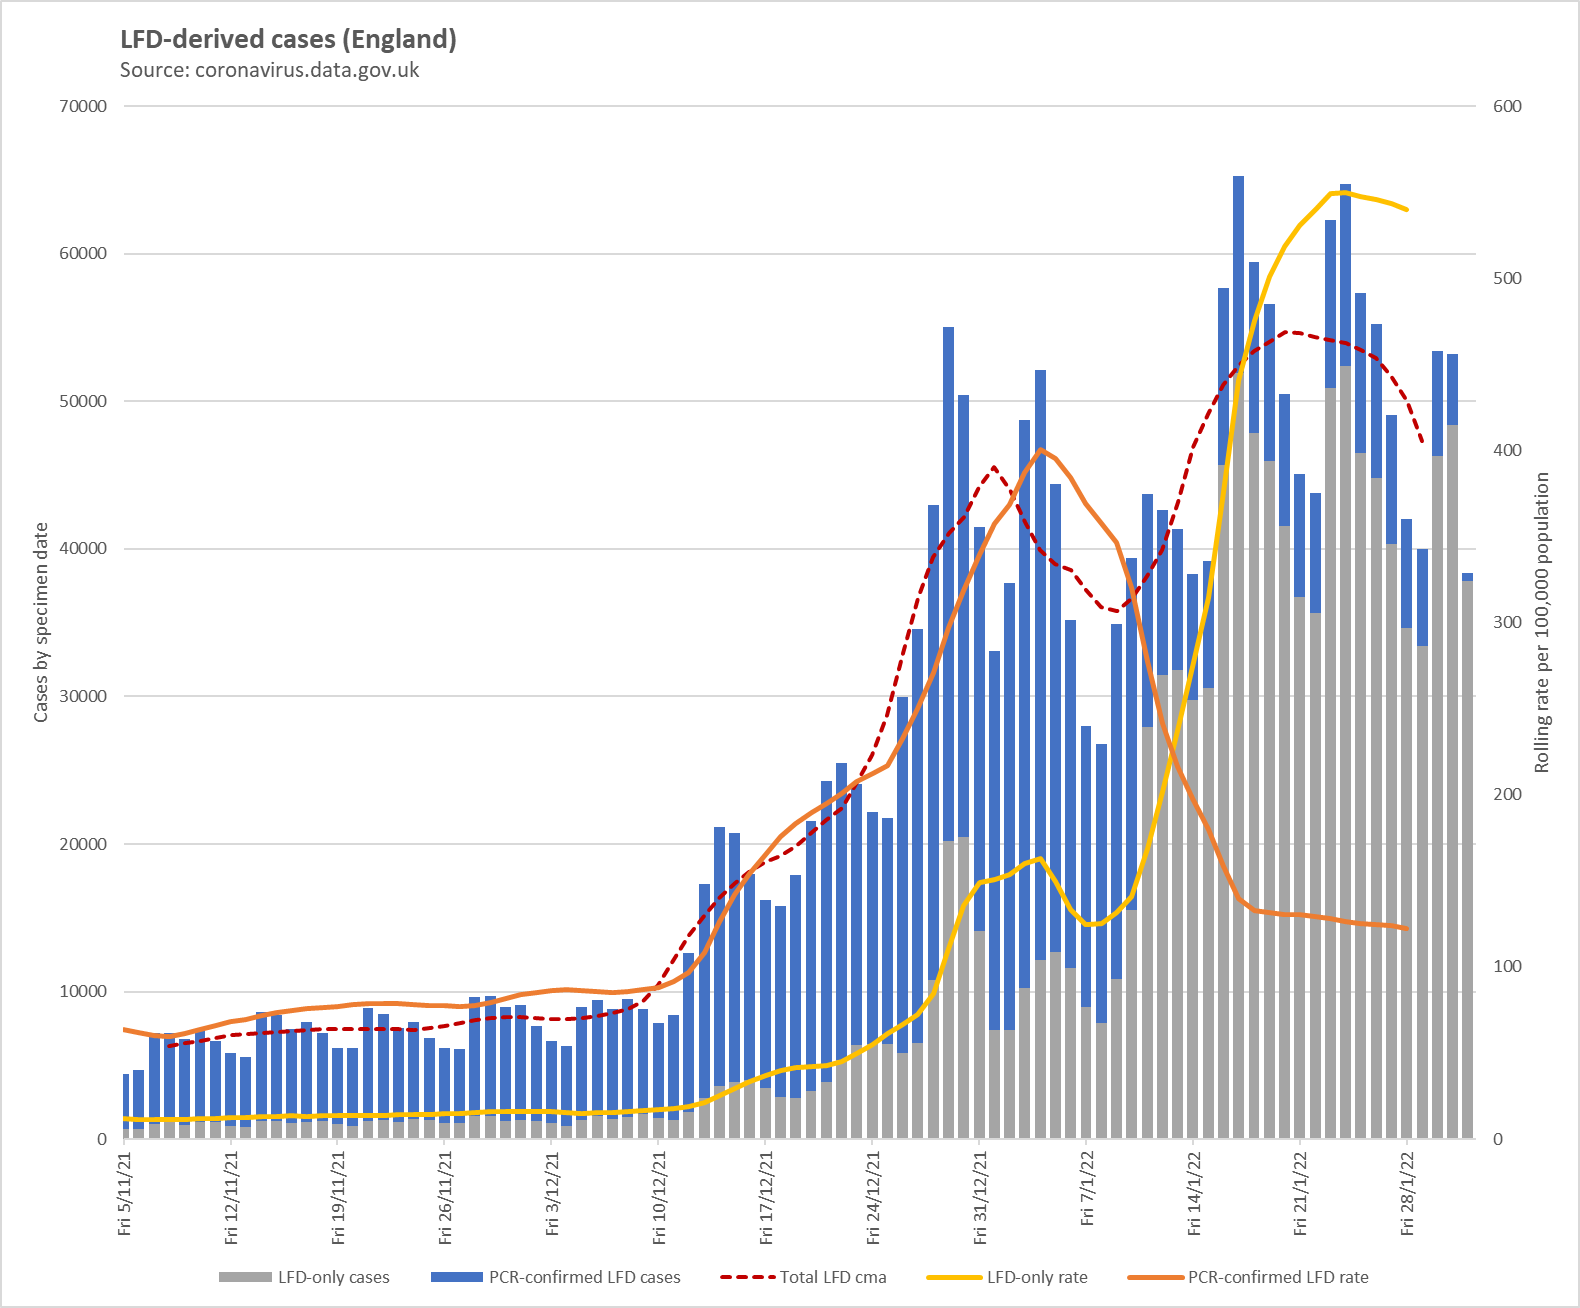 LFD-derived cases (England)
Source: coronavirus.data.gov.uk
70000
60000
50000
40000
30000
20000
10000
0
Cases by specimen date
600
500
400
300
200
100
0
Rolling rate per 100,000 population
Fri 5/11/21
Fri 12/11/21
Fri 19/11/21
Fri 26/11/21
Fri 3/12/21
Fri 10/12/21
Fri 17/12/21
Fri 24/12/21
Fri 31/12/21
Fri 7/1/22
Fri 14/1/22
Fri 21/1/22
Fri 28/1/22
LFD-only cases
PCR-confirmed LFD cases
Total LFD cma
LFD-only rate
PCR-confirmed LFD rate